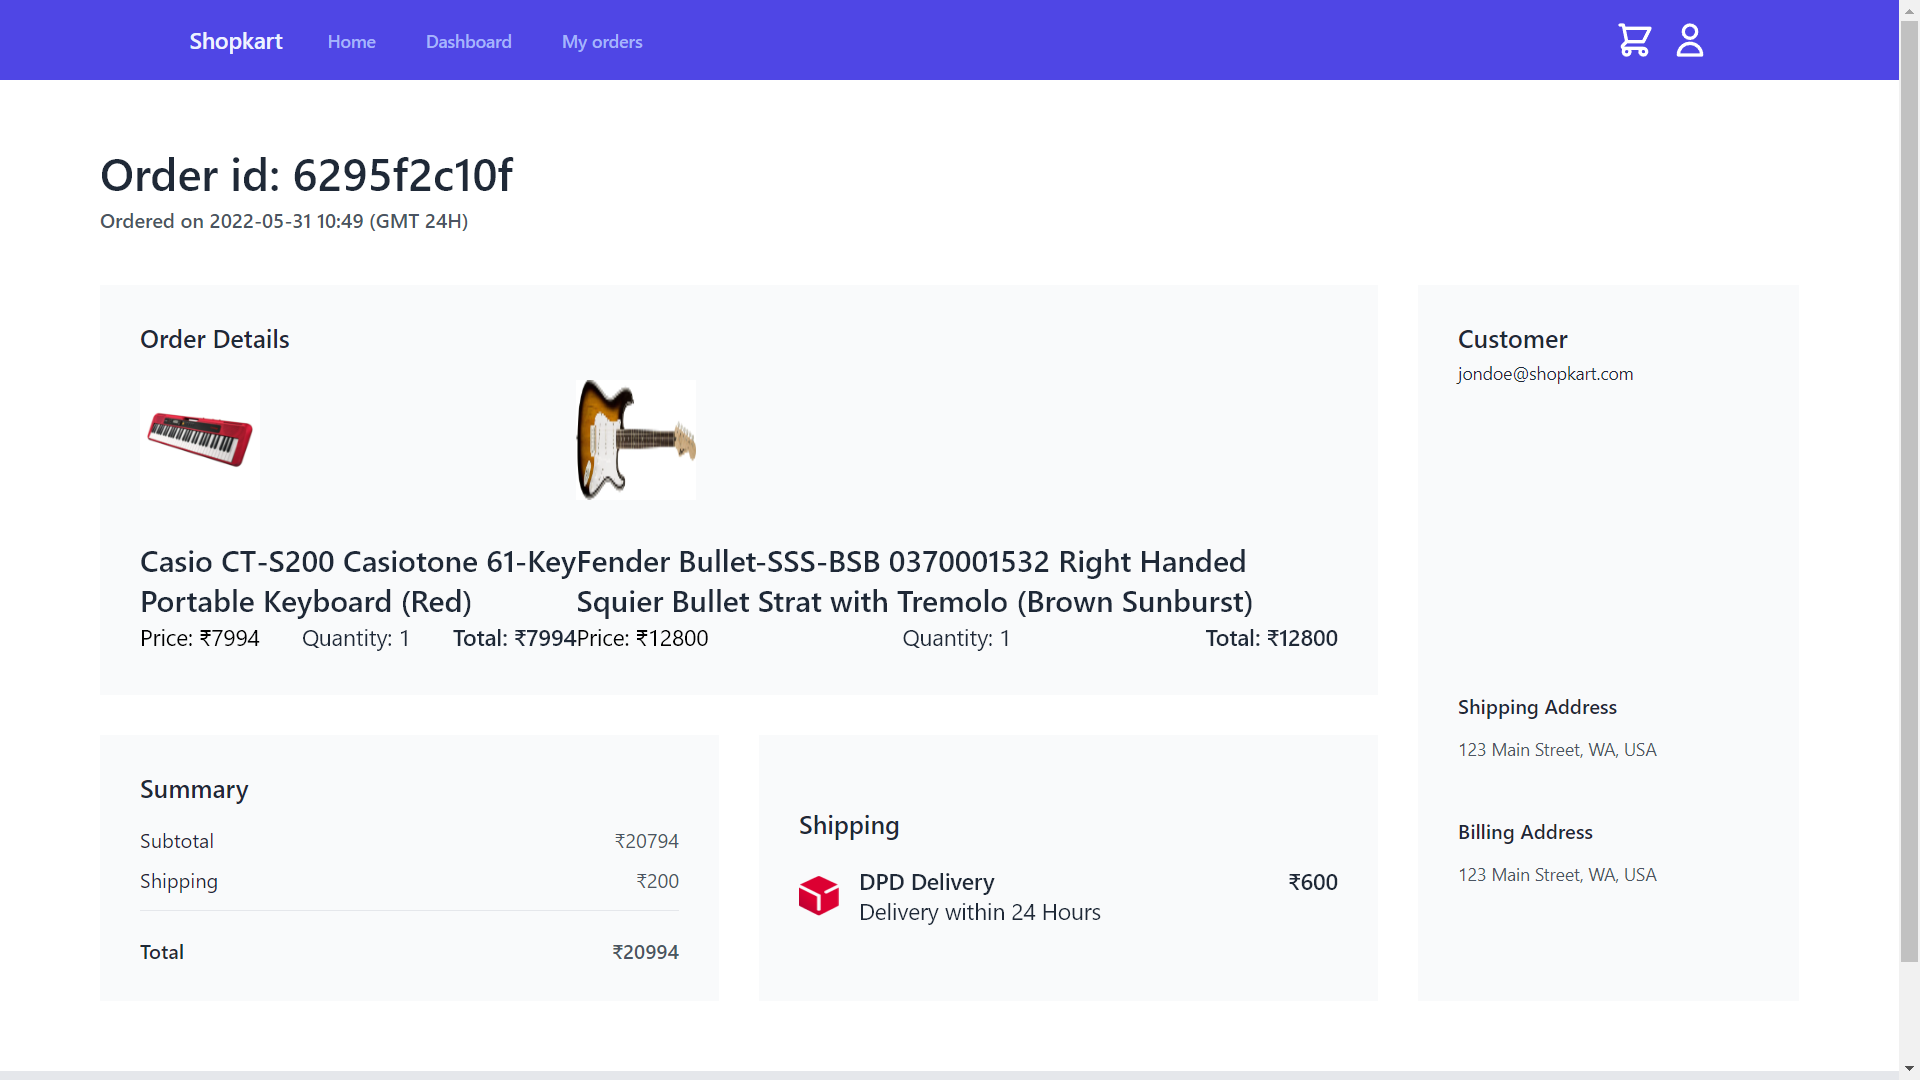 Shopkart Home Dashboard My orders
Order id: 6295f2c10f
Ordered on 2022-05-31 10:49 (GMT 24H)
Order Details
Casio CT-S200 Casiotone 61-Key
Portable Keyboard (Red)
Price: ₹7994 Quantity: 1 Total: ₹7994
Fender Bullet-SSS-BSB 0370001532 Right Handed
Squier Bullet Strat with Tremolo (Brown Sunburst)
Price: ₹12800 Quantity: 1 Total: ₹12800
Summary
Subtotal ₹20794
Shipping ₹200
Total ₹20994
Shipping
DPD Delivery ₹600
Delivery within 24 Hours
Customer
jondoe@shopkart.com
Shipping Address
123 Main Street, WA, USA
Billing Address
123 Main Street, WA, USA